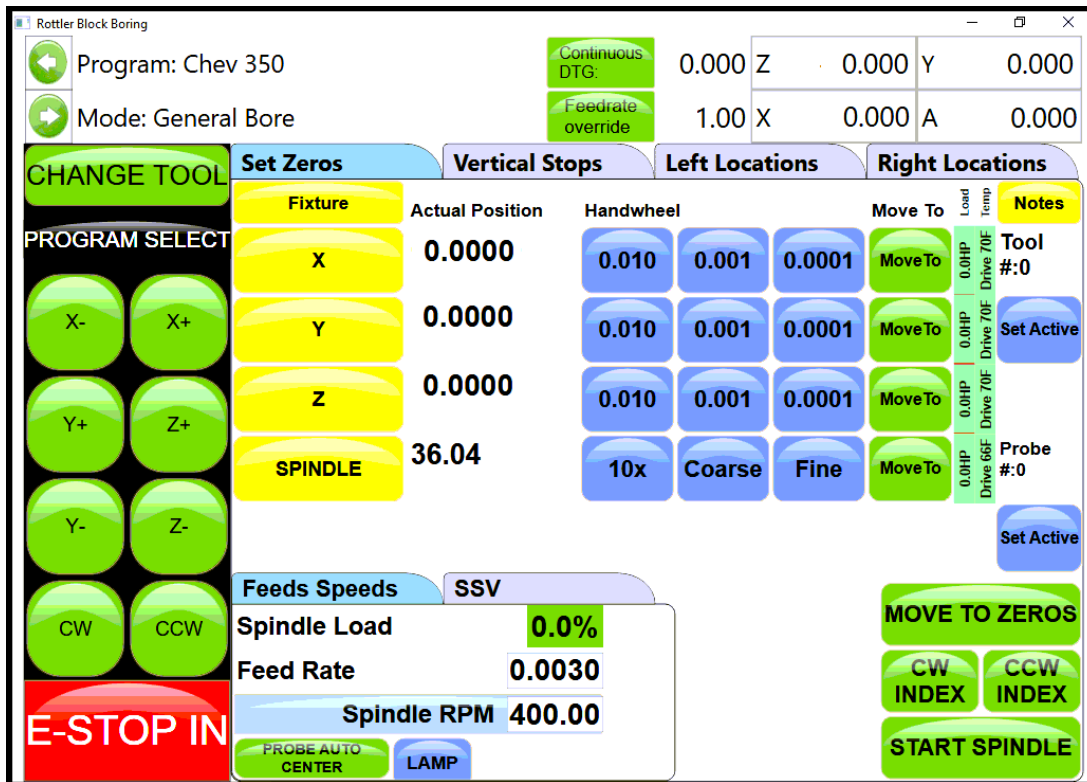 Rottler Block Boring
Program: Chev 350
Continuous DTG: 0.000 Z 0.000 Y 0.000
Mode: General Bore
Feedrate override 1.00 X 0.000 A 0.000
CHANGE TOOL
PROGRAM SELECT
X- X+
Y+ Z+
Y- Z-
CW CCW
E-STOP IN
Set Zeros Vertical Stops Left Locations Right Locations
Fixture Actual Position Handwheel Move To Load Temp Notes
X 0.0000 0.010 0.001 0.0001 MoveTo 0.0HP Drive 70F
Tool
#:0
Y 0.0000 0.010 0.001 0.0001 MoveTo 0.0HP Drive 70F Set Active
Z 0.0000 0.010 0.001 0.0001 MoveTo 0.0HP Drive 70F
SPINDLE 36.04 10x Coarse Fine MoveTo 0.0HP Drive 66F
Probe
#:0
Set Active
Feeds Speeds SSV
Spindle Load 0.0%
Feed Rate 0.0030
Spindle RPM 400.00
PROBE AUTO
CENTER
LAMP
MOVE TO ZEROS
CW
INDEX
CCW
INDEX
START SPINDLE